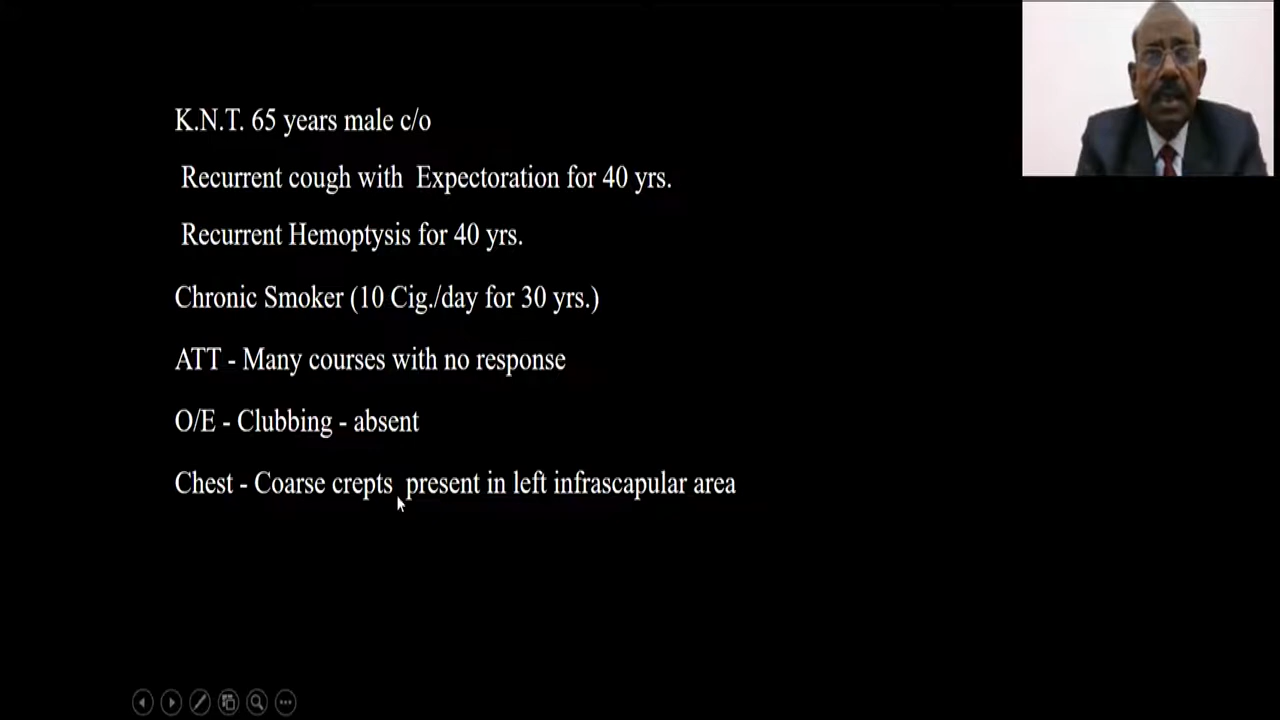 K.N.T. 65 years male c/o
Recurrent cough with Expectoration for 40 yrs.
Recurrent Hemoptysis for 40 yrs.
Chronic Smoker (10 Cig./day for 30 yrs.)
ATT - Many courses with no response
O/E - Clubbing - absent
Chest - Coarse crepts present in left infrascapular area